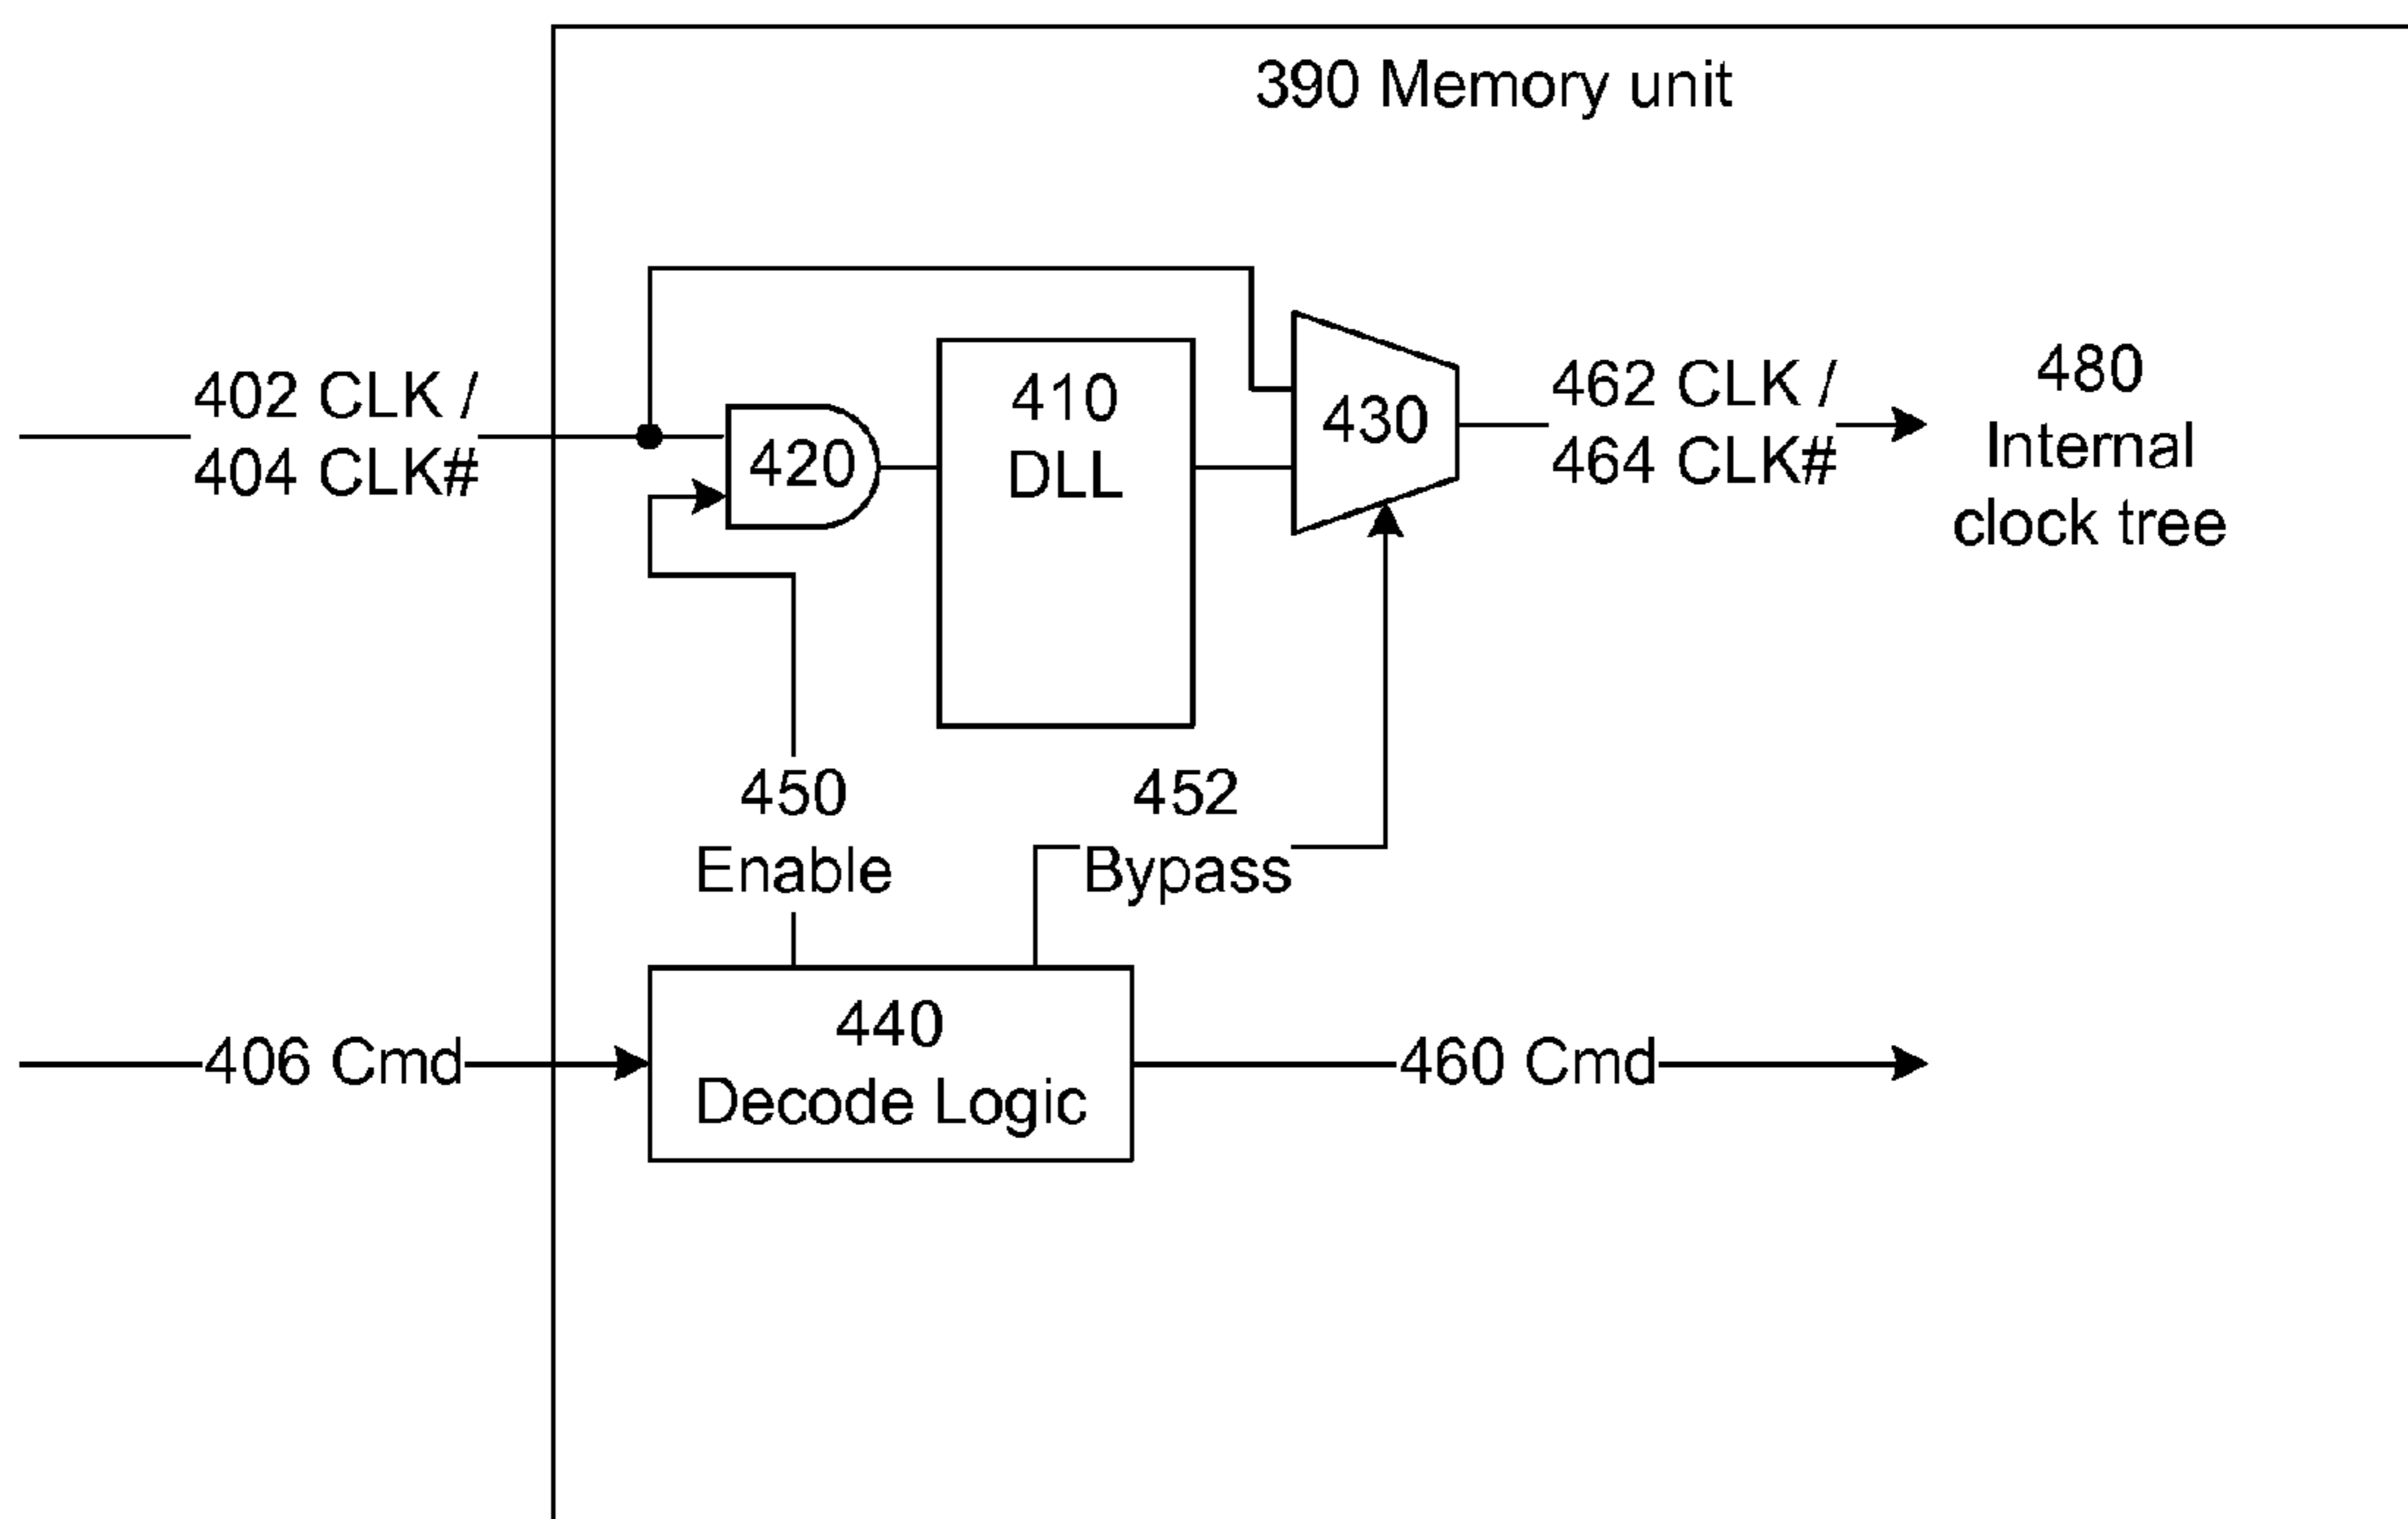 390 Memory unit
402 CLK /
404 CLK#
420
410
DLL
430
462 CLK /
464 CLK#
480
Internal
clock tree
450
Enable
452
Bypass
406 Cmd
440
Decode Logic
460 Cmd